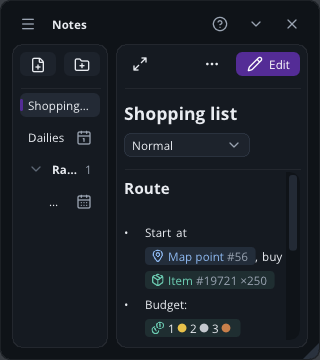 Notes
Edit
Shopping...
Dailies
Ra... 1
...
Shopping list
Normal
Route
• Start at
Map point #56 , buy
Item #19721 ×250
• Budget:
1 2 3